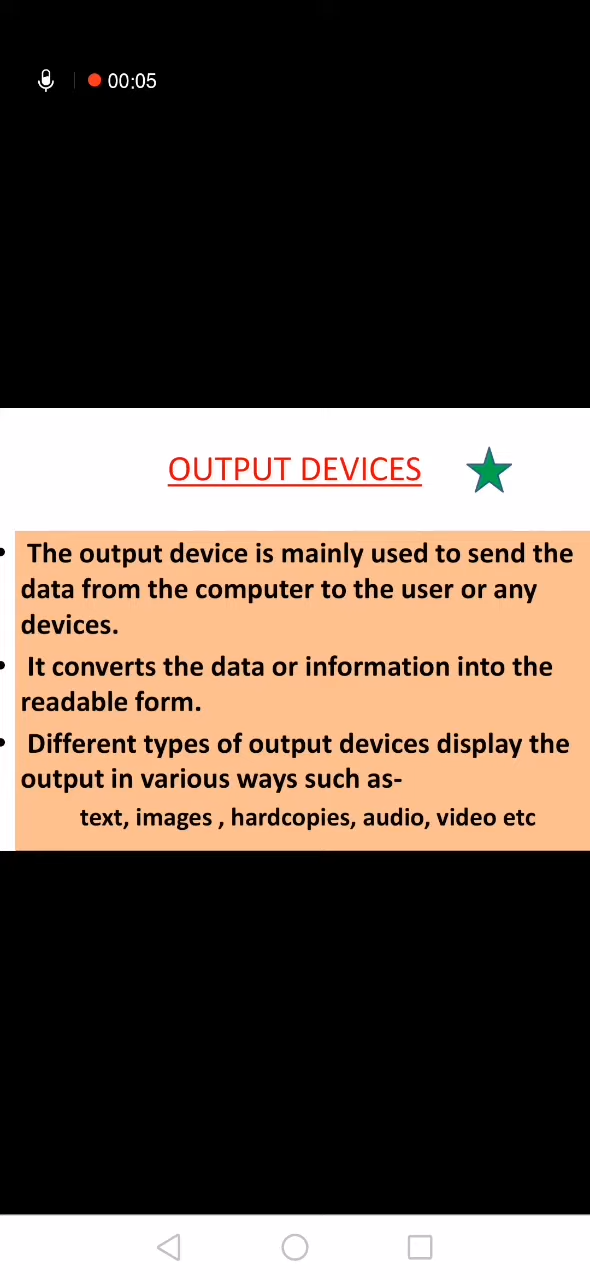 00:05
OUTPUT DEVICES
• The output device is mainly used to send the
data from the computer to the user or any
devices.
• It converts the data or information into the
readable form.
• Different types of output devices display the
output in various ways such as-
text, images , hardcopies, audio, video etc